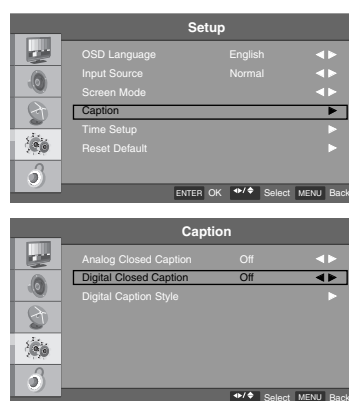 Setup
OSD Language English
Input Source Normal
Screen Mode
Caption
Time Setup
Reset Default
ENTER OK Select MENU Back
Caption
Analog Closed Caption Off
Digital Closed Caption Off
Digital Caption Style
Select MENU Back